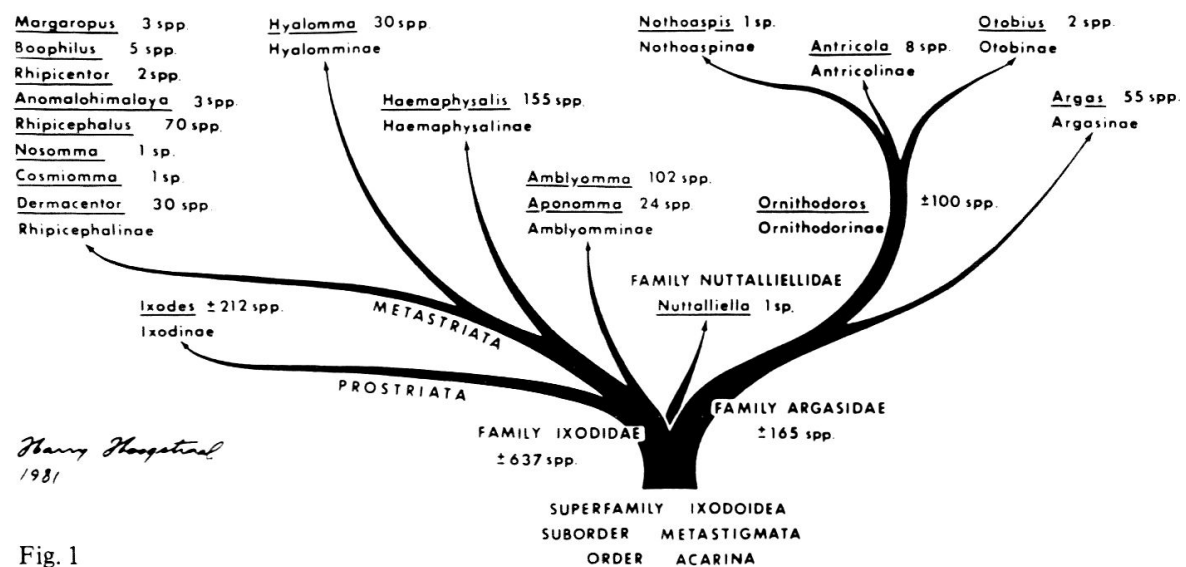 Margaropus 3 spp.
Boophilus 5 spp.
Rhipicentor 2 spp.
Anomalohimalaya 3 spp.
Rhipicephalus 70 spp.
Nosomma 1 sp.
Cosmiomma 1 sp.
Dermacentor 30 spp.
Rhipicephalinae
Hyalomma 30 spp.
Hyalomminae
Haemaphysalis 155 spp.
Haemaphysalinae
Amblyomma 102 spp.
Aponomma 24 spp.
Amblyomminae
Nothoaspis 1 sp.
Nothoaspinae
Antricola 8 spp.
Antricolinae
Otobius 2 spp.
Otobinae
Argas 55 spp.
Argasinae
Ornithodoros ±100 spp.
Ornithodorinae
FAMILY NUTTALLIELLIDAE
Nuttalliella 1 sp.
Ixodes ±212 spp.
Ixodinae
METASTRIATA
PROSTRIATA
FAMILY IXODIDAE
±637 spp.
FAMILY ARGASIDAE
±165 spp.
Harry Hoogstraal
1981
SUPERFAMILY IXODOIDEA
SUBORDER METASTIGMATA
ORDER ACARINA
Fig. 1